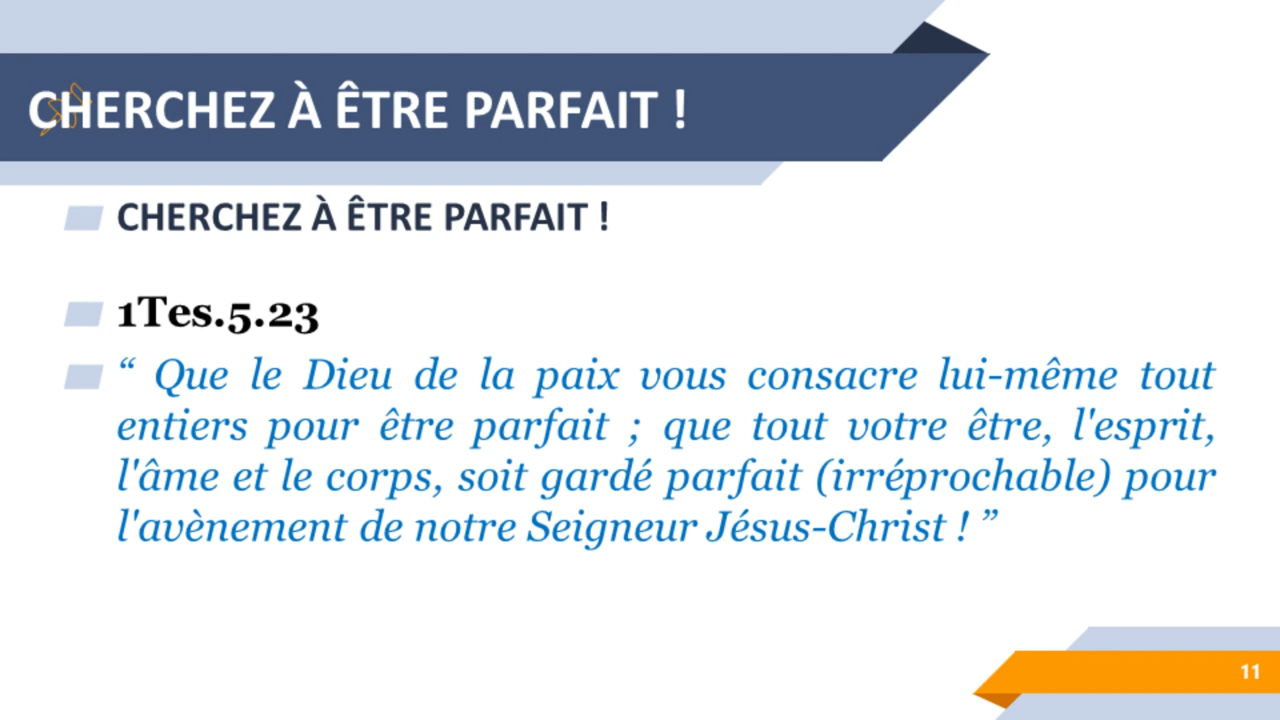 CHERCHEZ À ÊTRE PARFAIT !
CHERCHEZ À ÊTRE PARFAIT !
1Tes.5.23
“ Que le Dieu de la paix vous consacre lui-même tout
entiers pour être parfait ; que tout votre être, l'esprit,
l'âme et le corps, soit gardé parfait (irréprochable) pour
l'avènement de notre Seigneur Jésus-Christ ! ”
11